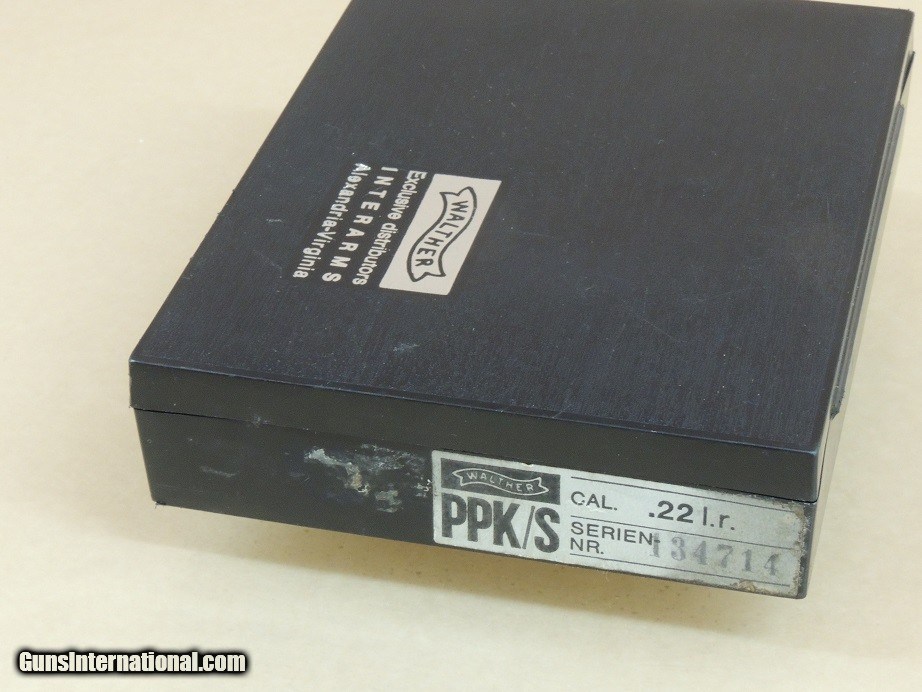 WALTHER
Exclusive distributors
INTERARMS
Alexandria-Virginia
WALTHER
PPK/S
CAL. .22 l.r.
SERIEN
NR. 134714
GunsInternational.com